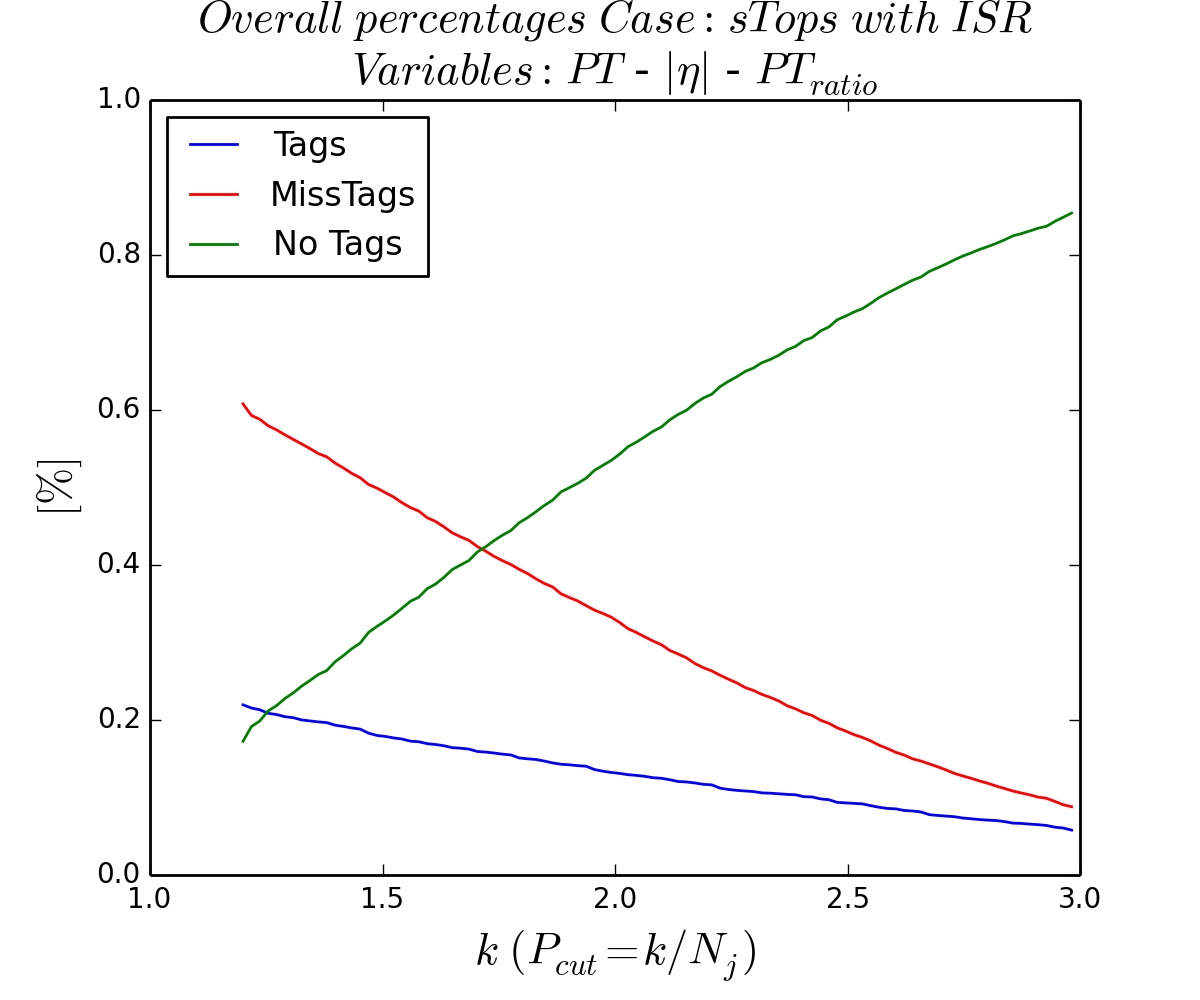 Overall percentages Case : sTops with ISR
Variables : PT - |η| - PT_ratio
1.0
Tags
MissTags
No Tags
0.8
0.6
[%]
0.4
0.2
0.0
1.0 1.5 2.0 2.5 3.0
k (P_cut = k/N_j)